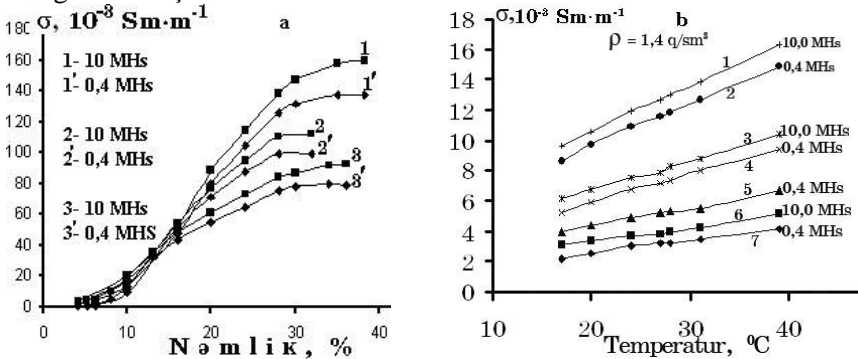 σ, 10⁻³ Sm·m⁻¹
a
180
160
140
120
100
80
60
40
20
0
1- 10 MHs
1′- 0,4 MHs
2- 10 MHs
2′- 0,4 MHs
3- 10 MHs
3′- 0,4 MHS
1
1′
2
2′
3
3′
0 10 20 30 40
Nəmlik, %
σ,10⁻³ Sm·m⁻¹
b
ρ = 1,4 q/sm³
18
16
14
12
10
8
6
4
2
0
1 10,0 MHs
2 0,4 MHs
3 10,0 MHs
4 0,4 MHs
5 0,4 MHs
6 10,0 MHs
7 0,4 MHs
10 20 30 40
Temperatur, ⁰C